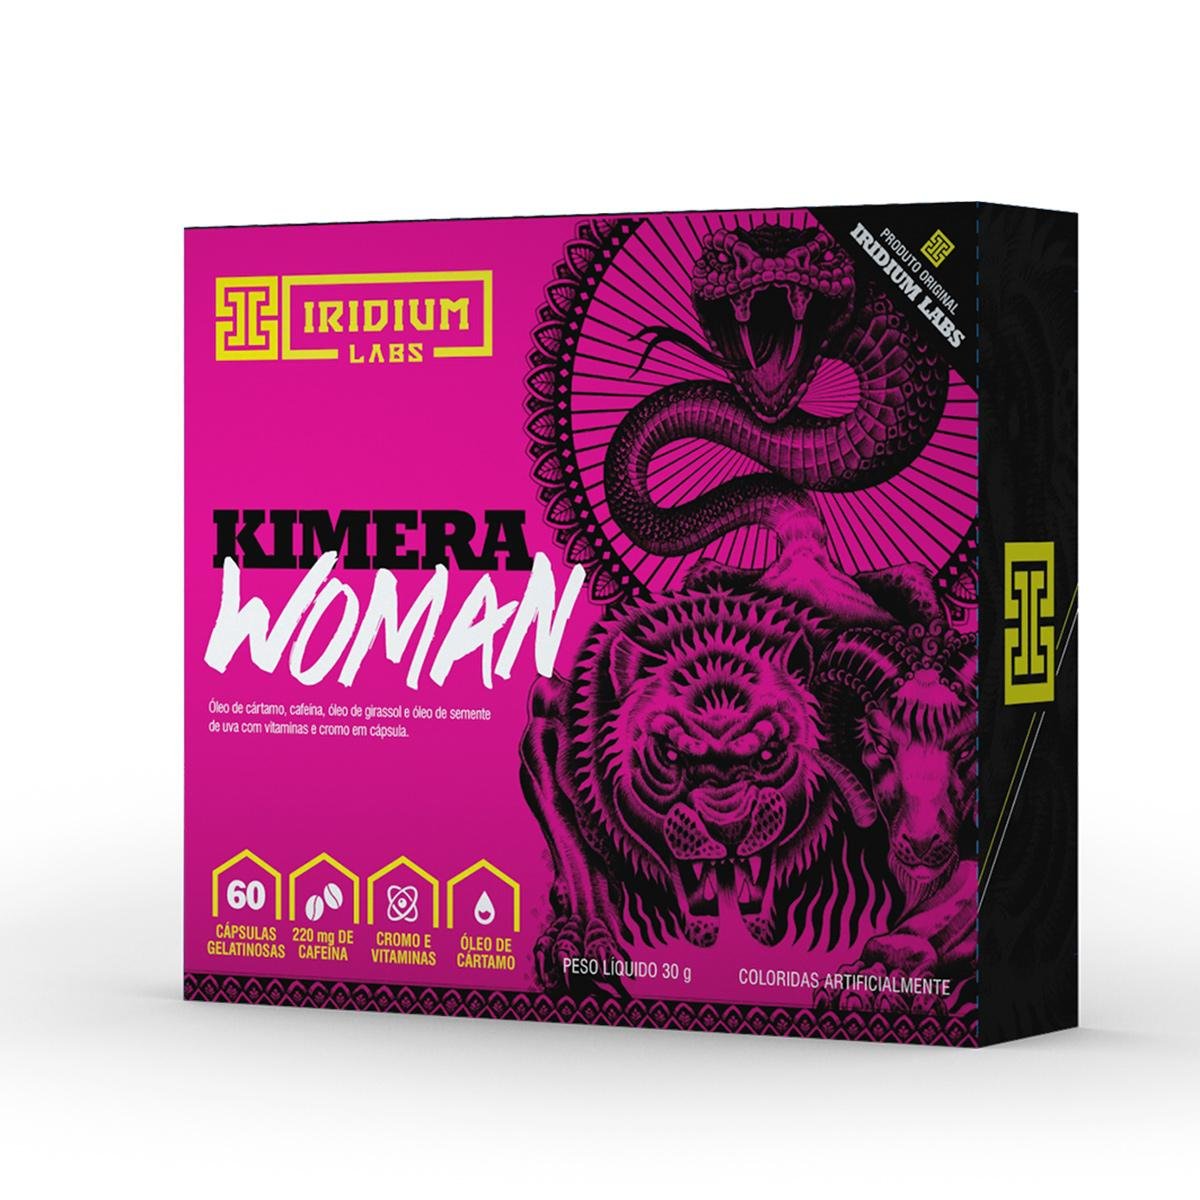 IRIDIUM
LABS
PRODUTO ORIGINAL
IRIDIUM LABS
KIMERA
WOMAN
Óleo de cártamo, cafeína, óleo de girassol e óleo de semente
de uva com vitaminas e cromo em cápsula.
60
CÁPSULAS
GELATINOSAS
220 mg DE
CAFEÍNA
CROMO E
VITAMINAS
ÓLEO DE
CÁRTAMO
PESO LÍQUIDO 30 g
COLORIDAS ARTIFICIALMENTE